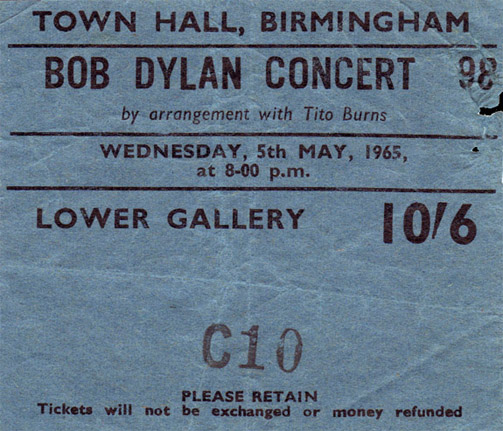 TOWN HALL, BIRMINGHAM
BOB DYLAN CONCERT 98
by arrangement with Tito Burns
WEDNESDAY, 5th MAY, 1965,
at 8-00 p.m.
LOWER GALLERY 10/6
C10
PLEASE RETAIN
Tickets will not be exchanged or money refunded